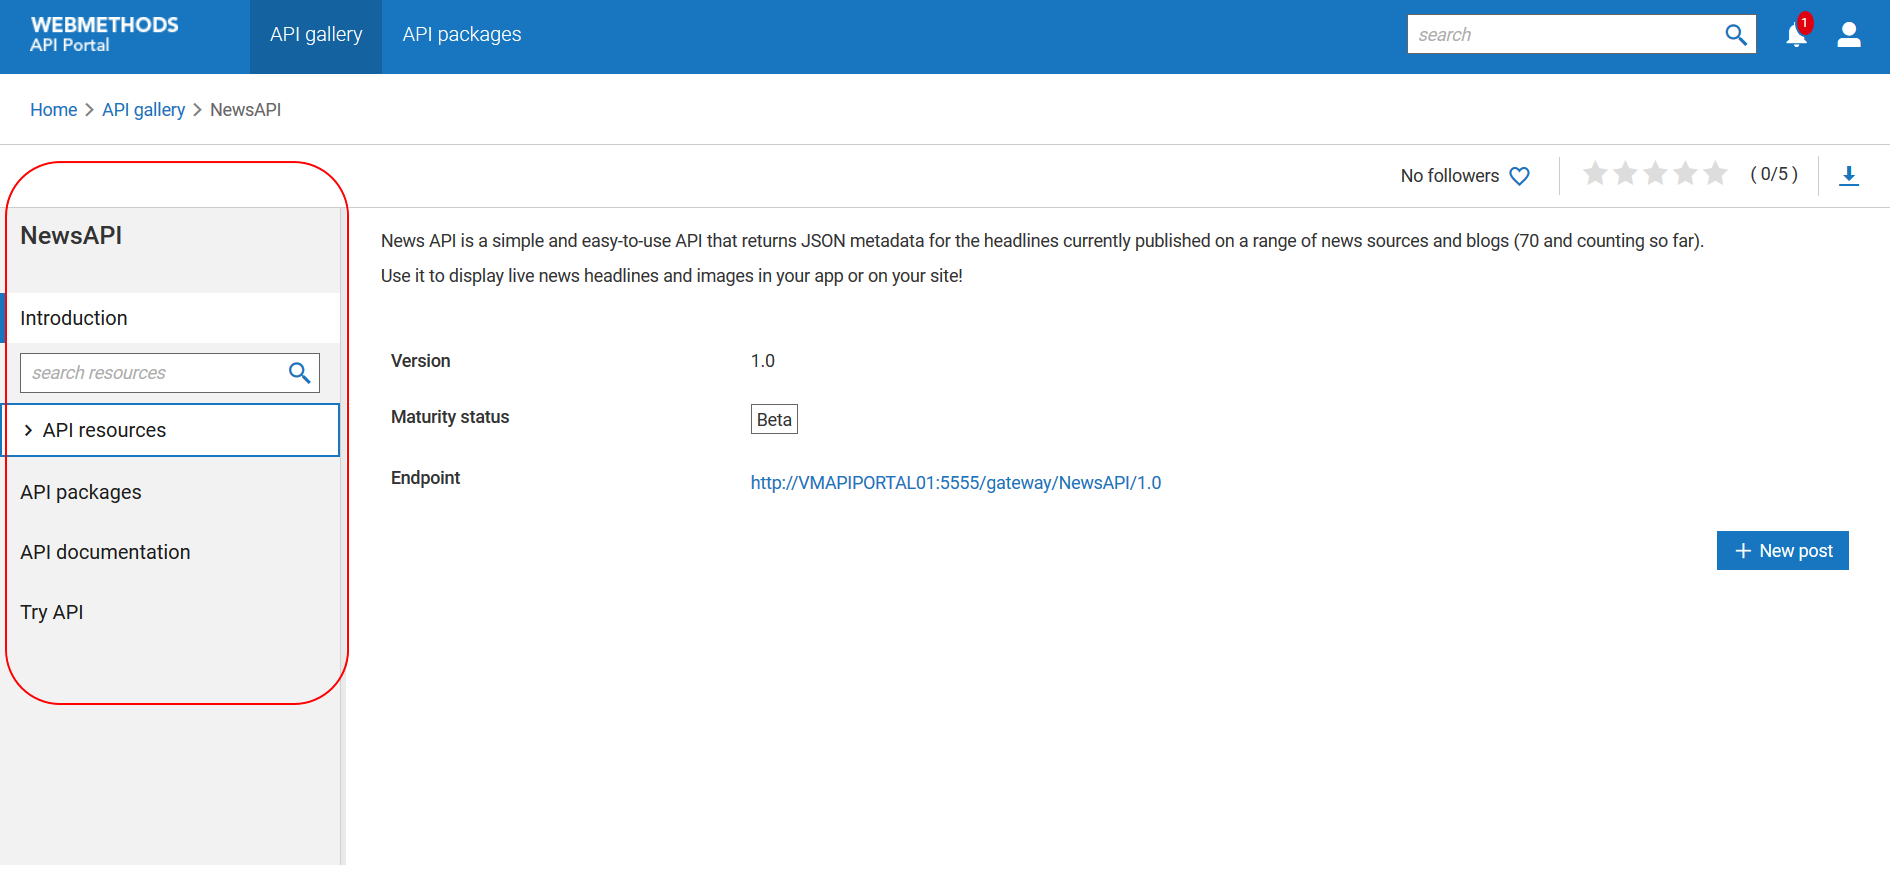 WEBMETHODS
API Portal
API gallery
API packages
search
1
Home > API gallery > NewsAPI
No followers
( 0/5 )
NewsAPI
Introduction
search resources
API resources
API packages
API documentation
Try API
News API is a simple and easy-to-use API that returns JSON metadata for the headlines currently published on a range of news sources and blogs (70 and counting so far).
Use it to display live news headlines and images in your app or on your site!
Version 1.0
Maturity status Beta
Endpoint http://VMAPIPORTAL01:5555/gateway/NewsAPI/1.0
+ New post